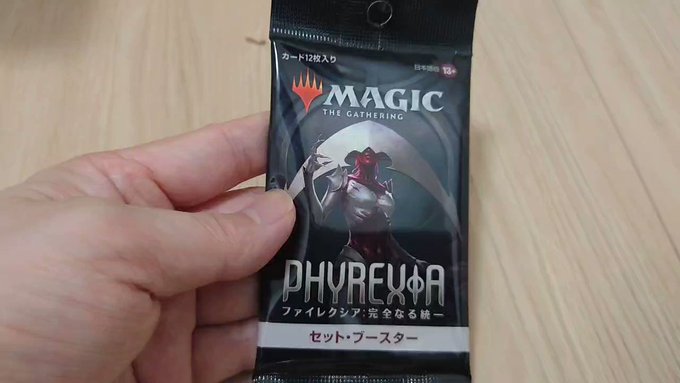 カード12枚入り
日本語版 13+
MAGIC
THE GATHERING
PHYREXIA
ファイレクシア:完全なる統一
セット・ブースター